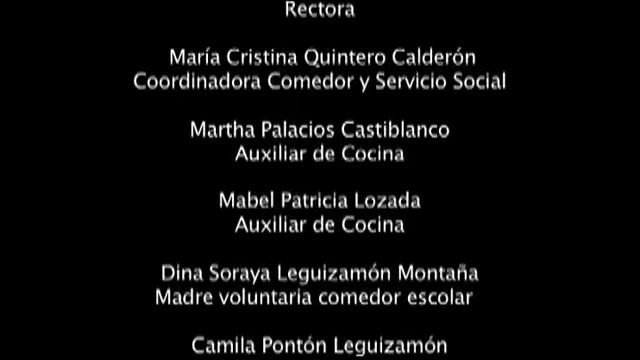 Rectora
María Cristina Quintero Calderón
Coordinadora Comedor y Servicio Social
Martha Palacios Castiblanco
Auxiliar de Cocina
Mabel Patricia Lozada
Auxiliar de Cocina
Dina Soraya Leguizamón Montaña
Madre voluntaria comedor escolar
Camila Pontón Leguizamón